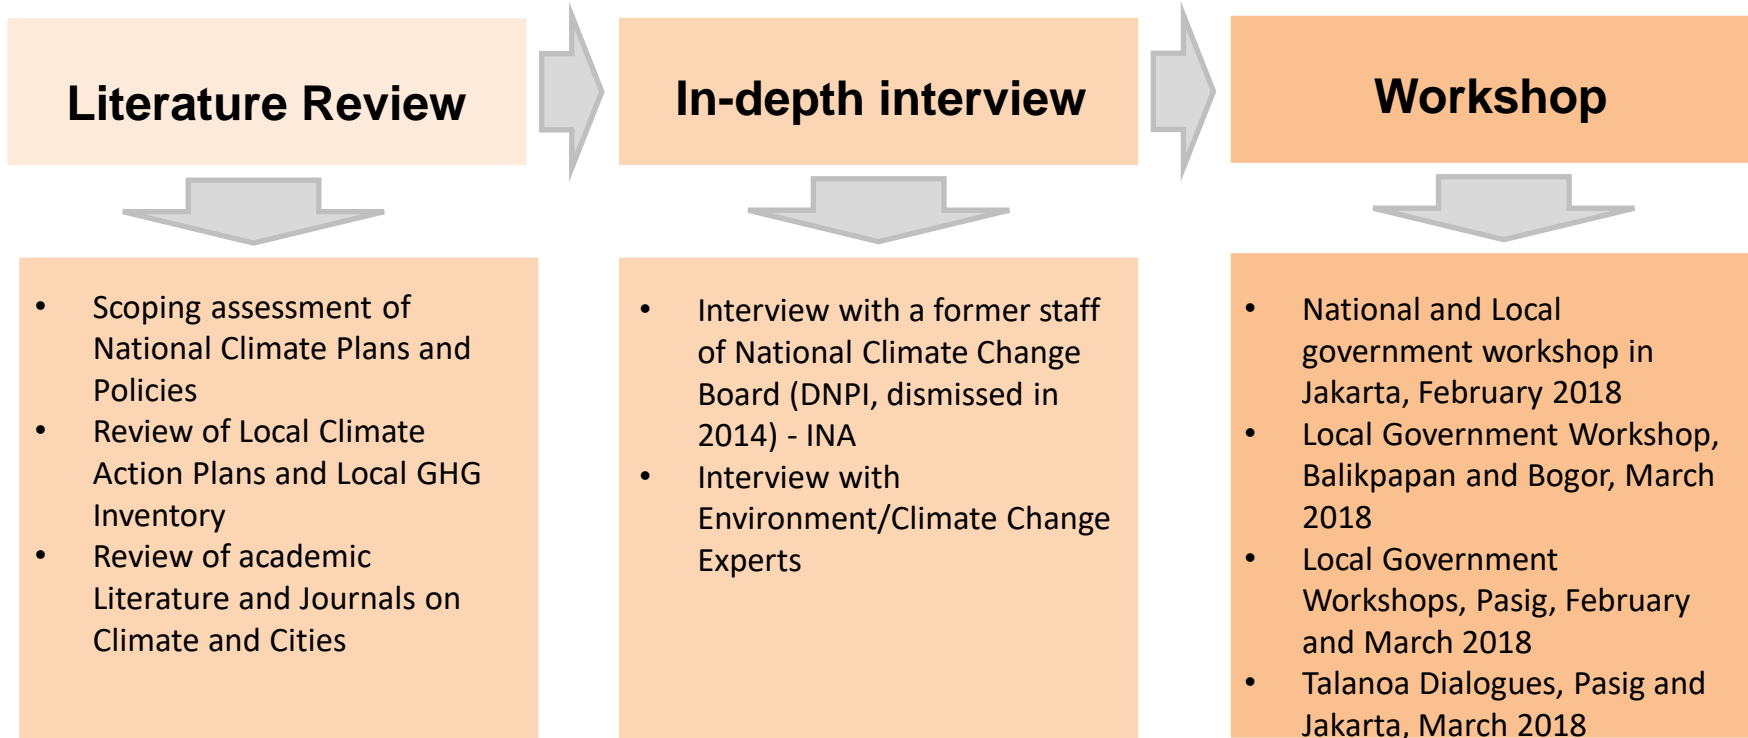 Literature Review
In-depth interview
Workshop
• Scoping assessment of
National Climate Plans and
Policies
• Review of Local Climate
Action Plans and Local GHG
Inventory
• Review of academic
Literature and Journals on
Climate and Cities
• Interview with a former staff
of National Climate Change
Board (DNPI, dismissed in
2014) - INA
• Interview with
Environment/Climate Change
Experts
• National and Local
government workshop in
Jakarta, February 2018
• Local Government Workshop,
Balikpapan and Bogor, March
2018
• Local Government
Workshops, Pasig, February
and March 2018
• Talanoa Dialogues, Pasig and
Jakarta, March 2018